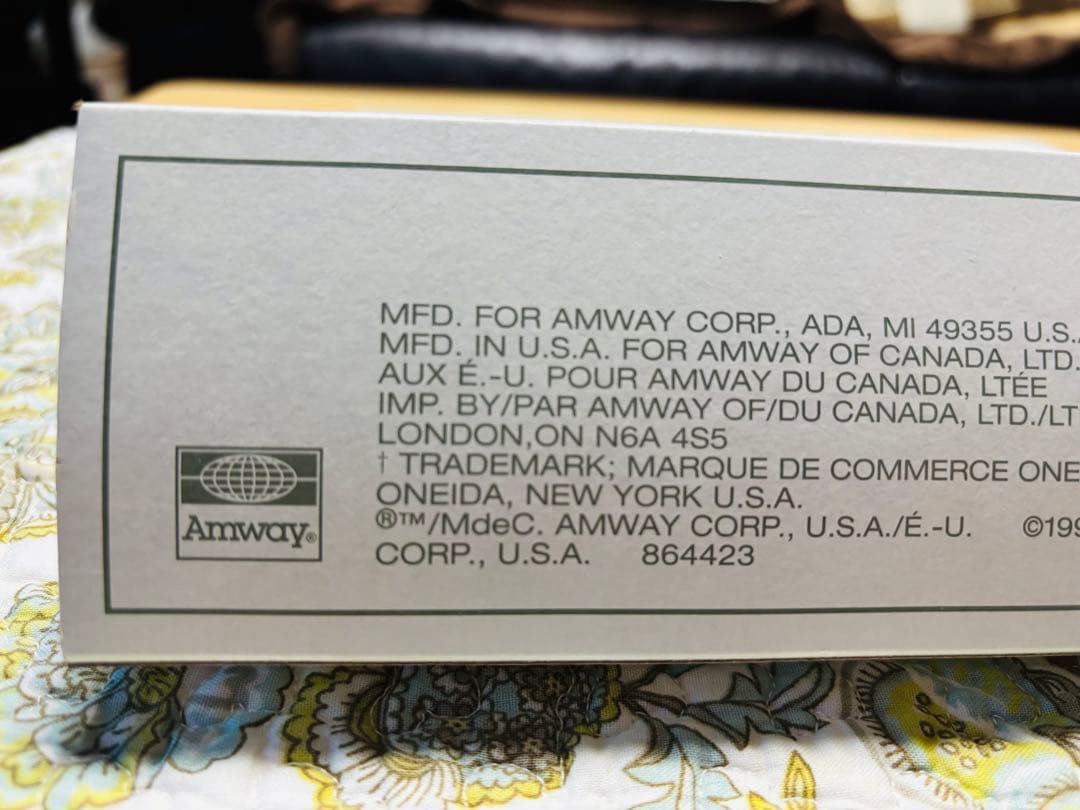 MFD. FOR AMWAY CORP., ADA, MI 49355 U.S.
MFD. IN U.S.A. FOR AMWAY OF CANADA, LTD.
AUX É.-U. POUR AMWAY DU CANADA, LTÉE
IMP. BY/PAR AMWAY OF/DU CANADA, LTD./LT
LONDON,ON N6A 4S5
† TRADEMARK; MARQUE DE COMMERCE ONE
ONEIDA, NEW YORK U.S.A.
®™/MdeC. AMWAY CORP., U.S.A./É.-U. ©199
CORP., U.S.A. 864423
Amway®